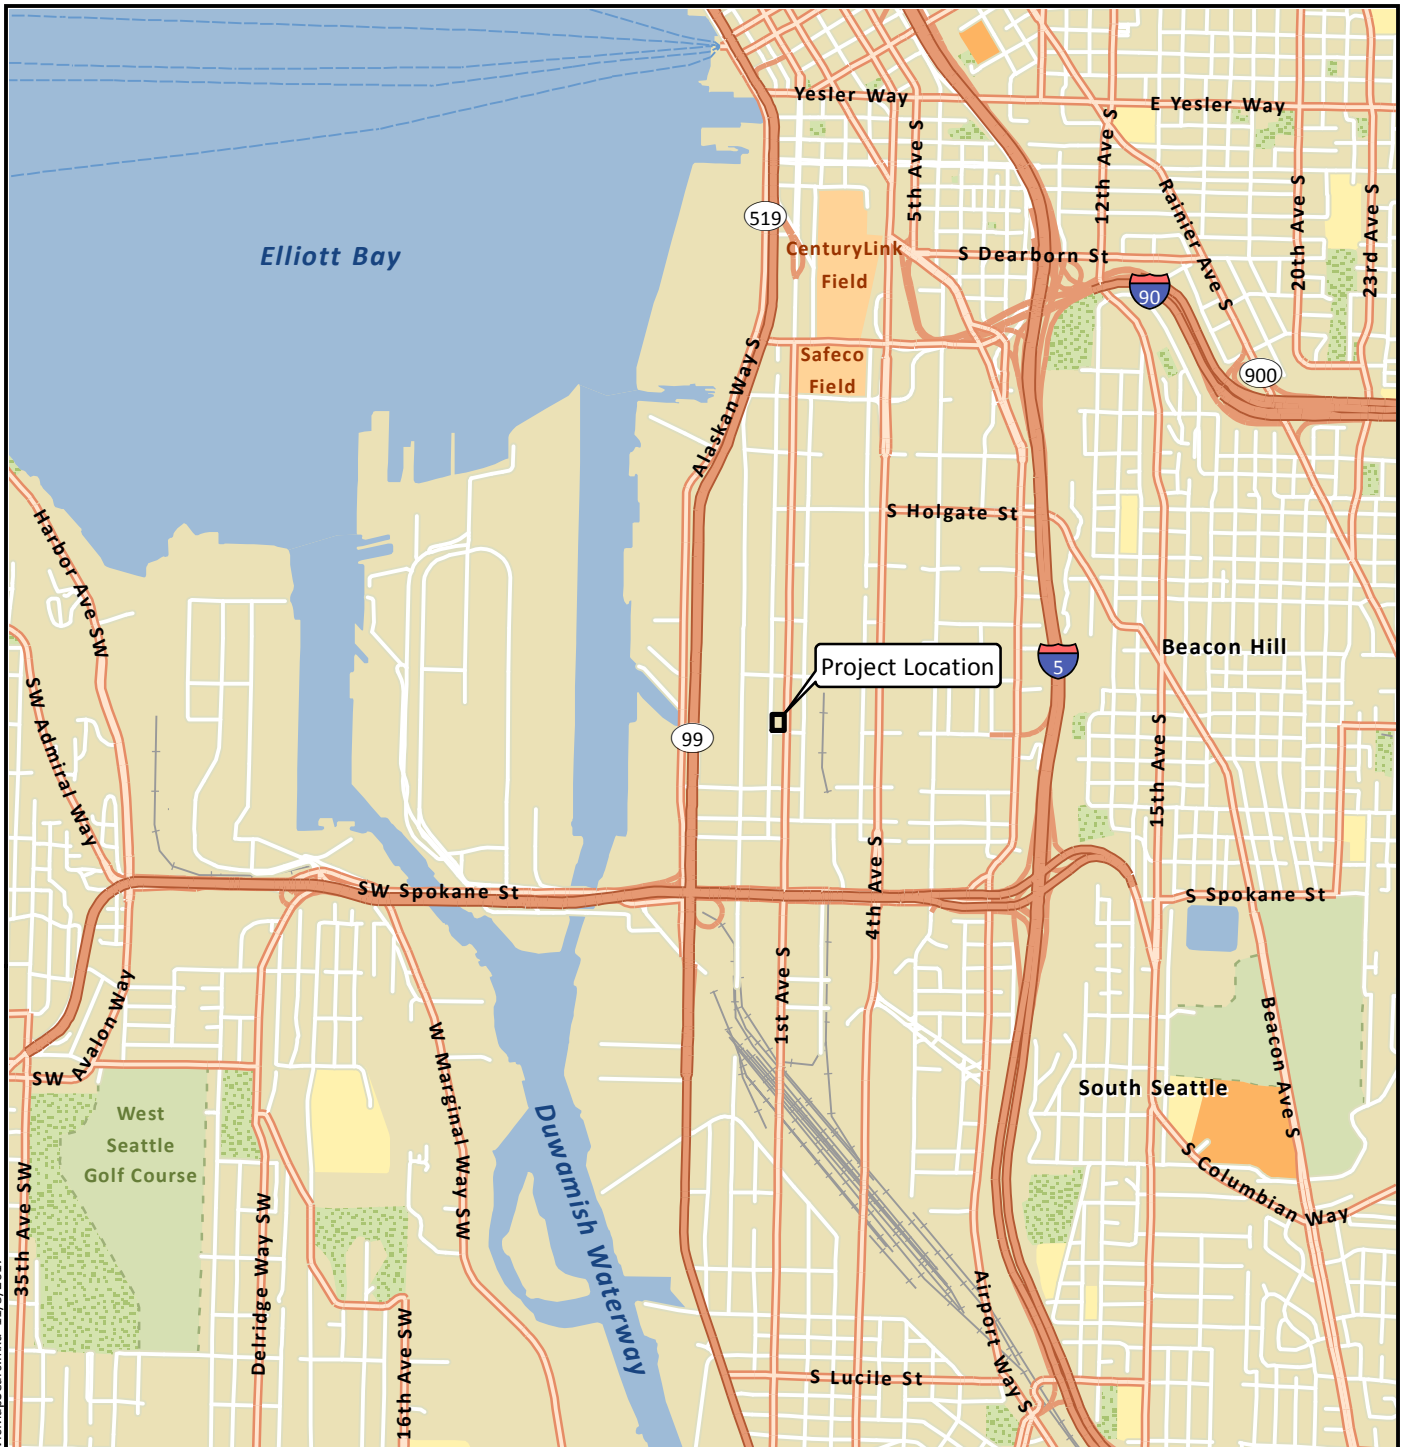 Yesler Way
E Yesler Way
5th Ave S
12th Ave S
Rainier Ave S
20th Ave S
23rd Ave S
519
Elliott Bay
CenturyLink
Field
S Dearborn St
90
Safeco
Field
900
Alaskan Way S
S Holgate St
Harbor Ave SW
Beacon Hill
Project Location
5
SW Admiral Way
99
15th Ave S
4th Ave S
SW Spokane St
S Spokane St
1st Ave S
SW Avalon Way
W Marginal Way SW
Beacon Ave S
South Seattle
West
Seattle
Golf Course
Duwamish Waterway
S Columbian Way
35th Ave SW
Delridge Way SW
16th Ave SW
Airport Way S
S Lucile St